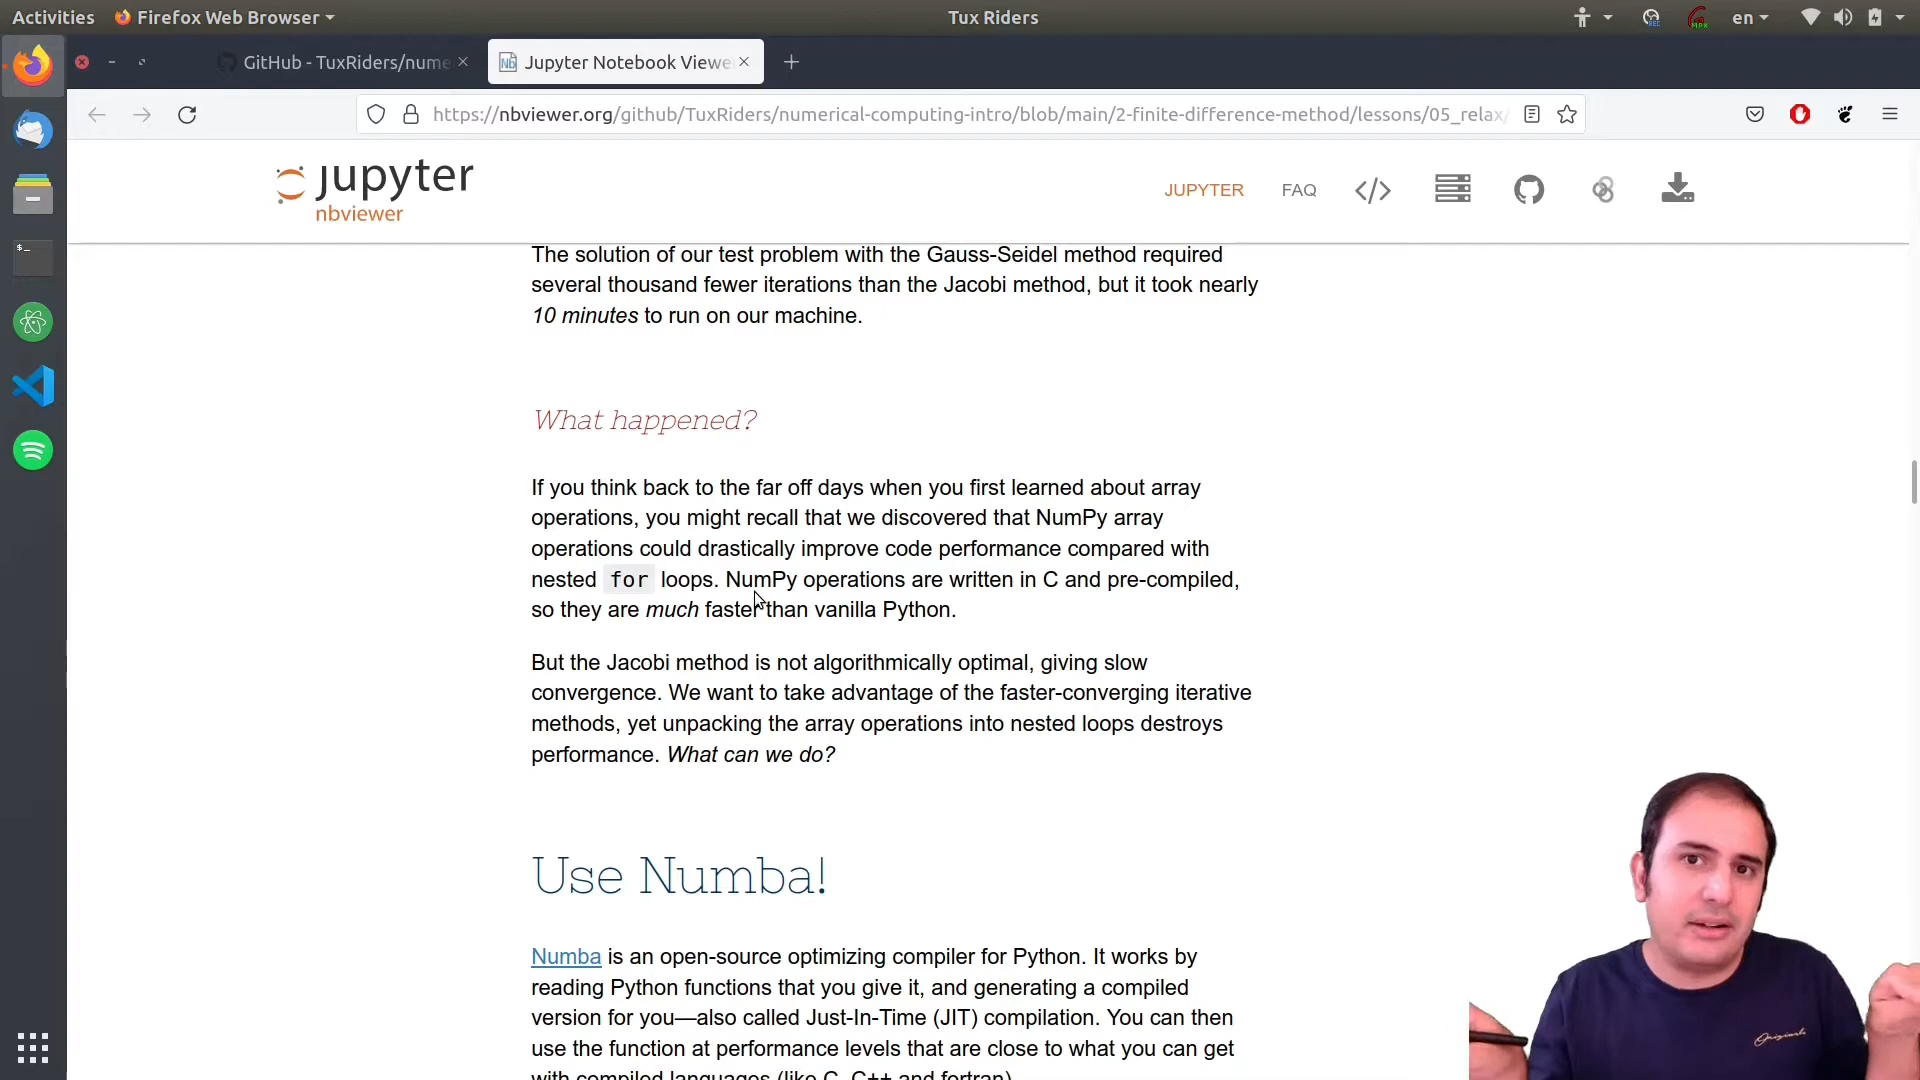 Activities Firefox Web Browser Tux Riders en
GitHub - TuxRiders/nume Jupyter Notebook Viewe
https://nbviewer.org/github/TuxRiders/numerical-computing-intro/blob/main/2-finite-difference-method/lessons/05_relax/
jupyter
nbviewer
JUPYTER FAQ
The solution of our test problem with the Gauss-Seidel method required
several thousand fewer iterations than the Jacobi method, but it took nearly
10 minutes to run on our machine.
What happened?
If you think back to the far off days when you first learned about array
operations, you might recall that we discovered that NumPy array
operations could drastically improve code performance compared with
nested for loops. NumPy operations are written in C and pre-compiled,
so they are much faster than vanilla Python.
But the Jacobi method is not algorithmically optimal, giving slow
convergence. We want to take advantage of the faster-converging iterative
methods, yet unpacking the array operations into nested loops destroys
performance. What can we do?
Use Numba!
Numba is an open-source optimizing compiler for Python. It works by
reading Python functions that you give it, and generating a compiled
version for you—also called Just-In-Time (JIT) compilation. You can then
use the function at performance levels that are close to what you can get
with compiled languages (like C, C++ and fortran).
Originals